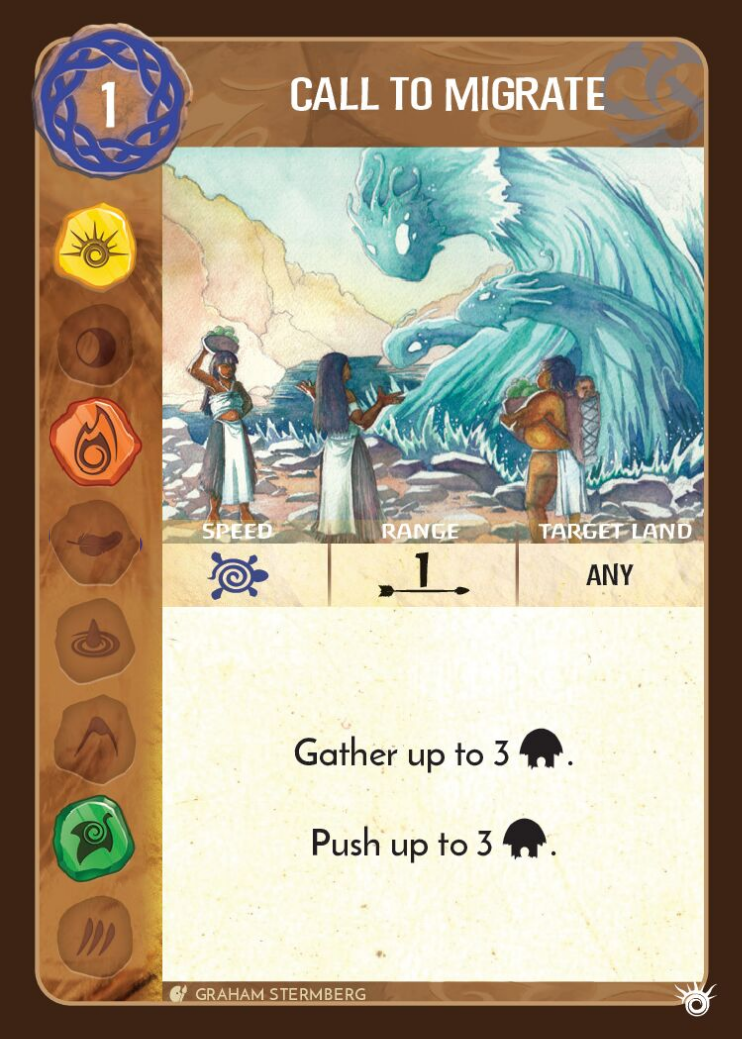 1
CALL TO MIGRATE
SPEED RANGE TARGET LAND
1 ANY
Gather up to 3 .
Push up to 3 .
GRAHAM STERMBERG